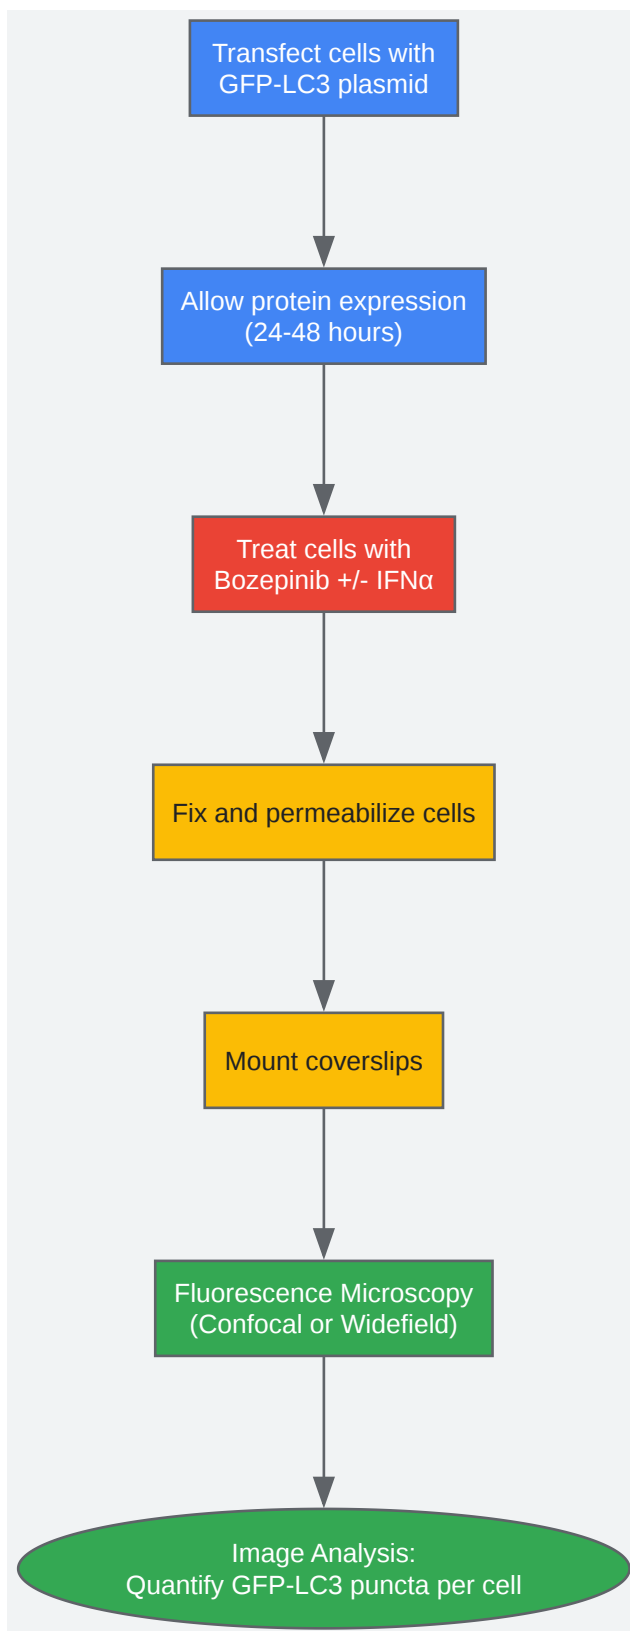 Transfect cells with
GFP-LC3 plasmid
Allow protein expression
(24-48 hours)
Treat cells with
Bozepinib +/- IFNα
Fix and permeabilize cells
Mount coverslips
Fluorescence Microscopy
(Confocal or Widefield)
Image Analysis:
Quantify GFP-LC3 puncta per cell